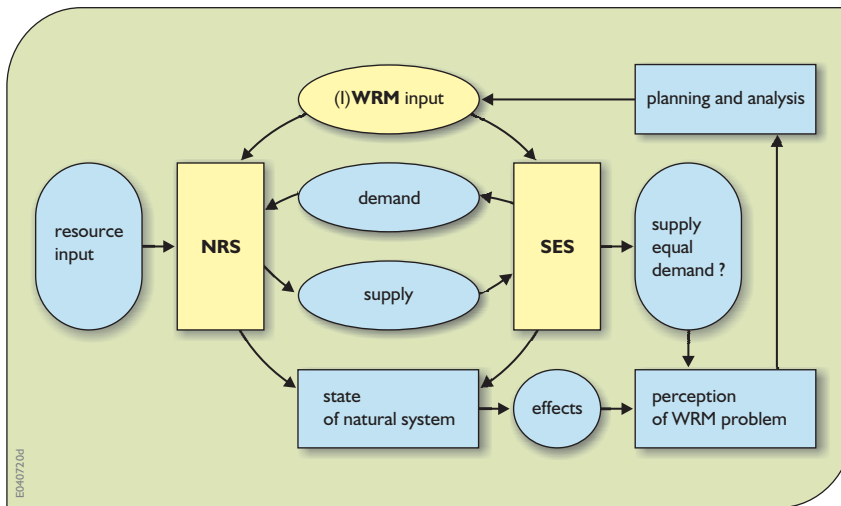 (I)WRM input
planning and analysis
resource
input
NRS
demand
supply
SES
supply
equal
demand ?
state
of natural system
effects
perception
of WRM problem
E040720d